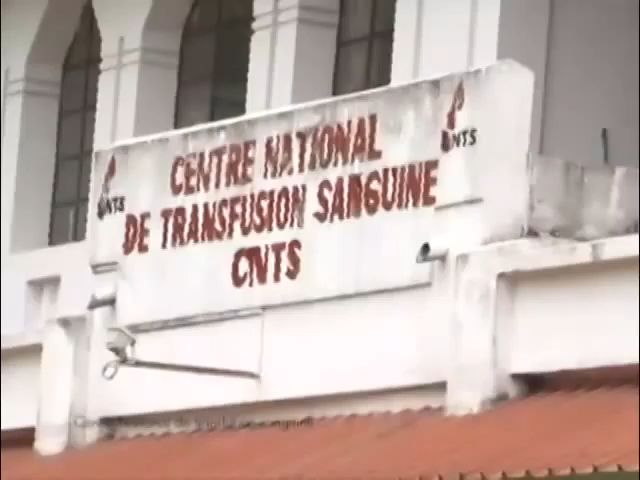 CENTRE NATIONAL
DE TRANSFUSION SANGUINE
CNTS
CNTS
CNTS